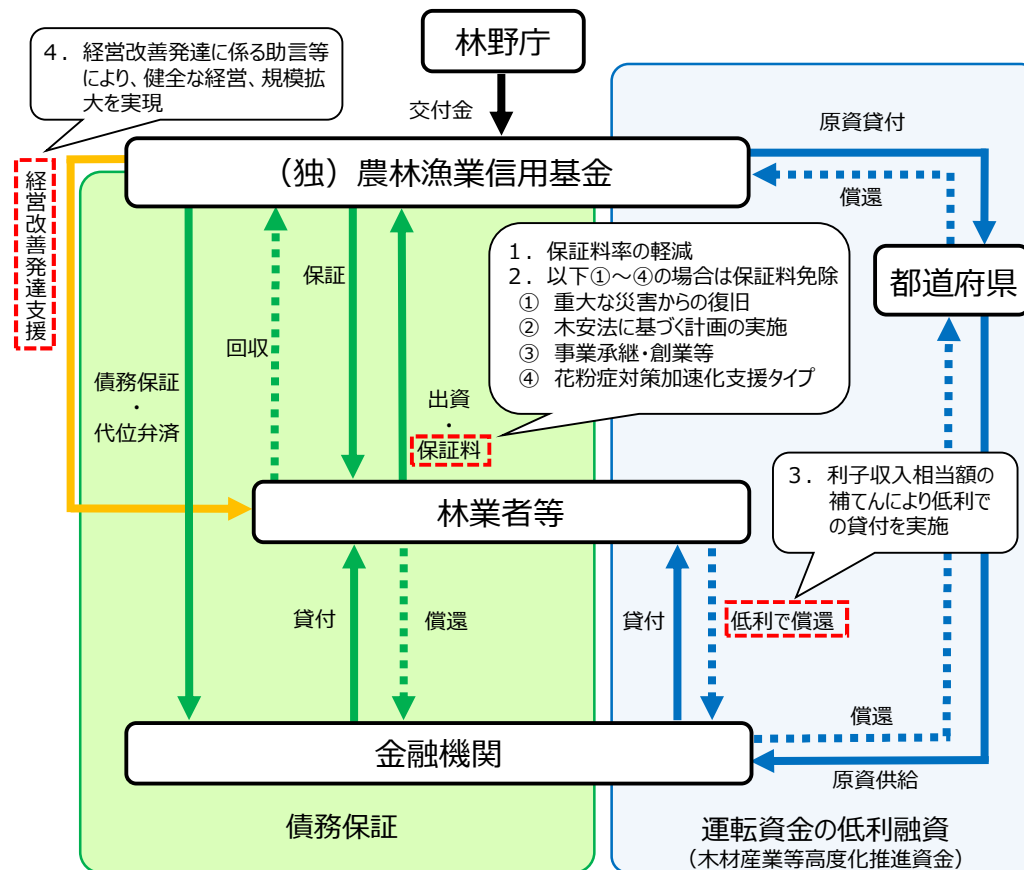 林野庁
4．経営改善発達に係る助言等
により、健全な経営、規模拡
大を実現
交付金
原資貸付
（独）農林漁業信用基金
償還
経営改善発達支援
都道府県
保証
回収
1．保証料率の軽減
2．以下①～④の場合は保証料免除
① 重大な災害からの復旧
② 木安法に基づく計画の実施
③ 事業承継・創業等
④ 花粉症対策加速化支援タイプ
債務保証
・
代位弁済
出資
・
保証料
3．利子収入相当額の
補てんにより低利で
の貸付を実施
林業者等
貸付
償還
貸付
低利で償還
償還
金融機関
原資供給
債務保証
運転資金の低利融資
（木材産業等高度化推進資金）